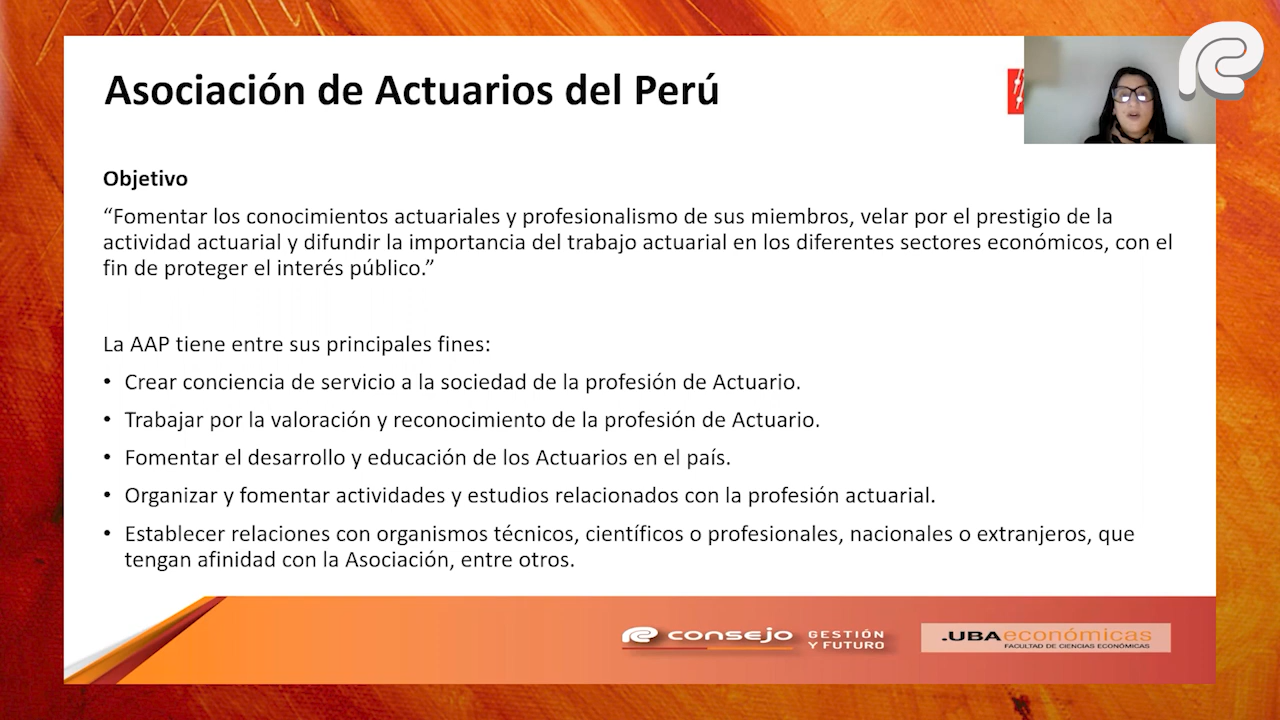 Asociación de Actuarios del Perú
Objetivo
“Fomentar los conocimientos actuariales y profesionalismo de sus miembros, velar por el prestigio de la
actividad actuarial y difundir la importancia del trabajo actuarial en los diferentes sectores económicos, con el
fin de proteger el interés público.”
La AAP tiene entre sus principales fines:
• Crear conciencia de servicio a la sociedad de la profesión de Actuario.
• Trabajar por la valoración y reconocimiento de la profesión de Actuario.
• Fomentar el desarrollo y educación de los Actuarios en el país.
• Organizar y fomentar actividades y estudios relacionados con la profesión actuarial.
• Establecer relaciones con organismos técnicos, científicos o profesionales, nacionales o extranjeros, que
tengan afinidad con la Asociación, entre otros.
consejo
GESTIÓN
Y FUTURO
.UBAeconómicas
FACULTAD DE CIENCIAS ECONÓMICAS